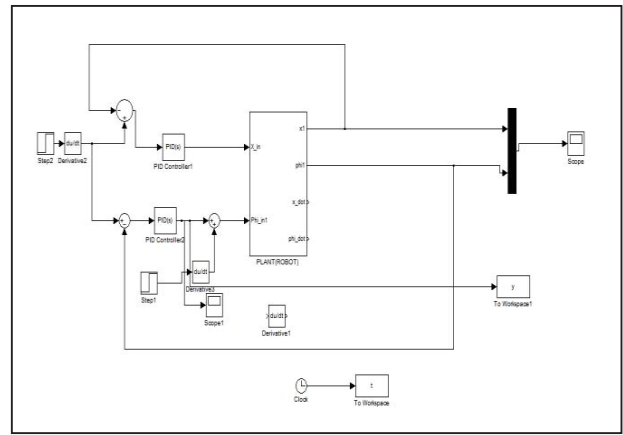 x1
Step2
du/dt
Derivative2
PID(s)
PID Controller1
X_in
Scope
phi1
x_dot
phi_dot
PID(s)
PID Controller2
Phi_in1
PLANT(ROBOT)
Step1
du/dt
Derivative3
Scope1
du/dt
Derivative1
y
To Workspace1
Clock
t
To Workspace